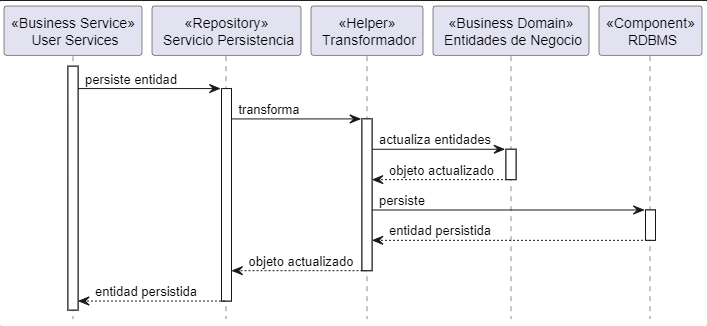 «Business Service»
User Services
«Repository»
Servicio Persistencia
«Helper»
Transformador
«Business Domain»
Entidades de Negocio
«Component»
RDBMS
persiste entidad
transforma
actualiza entidades
objeto actualizado
persiste
entidad persistida
objeto actualizado
entidad persistida